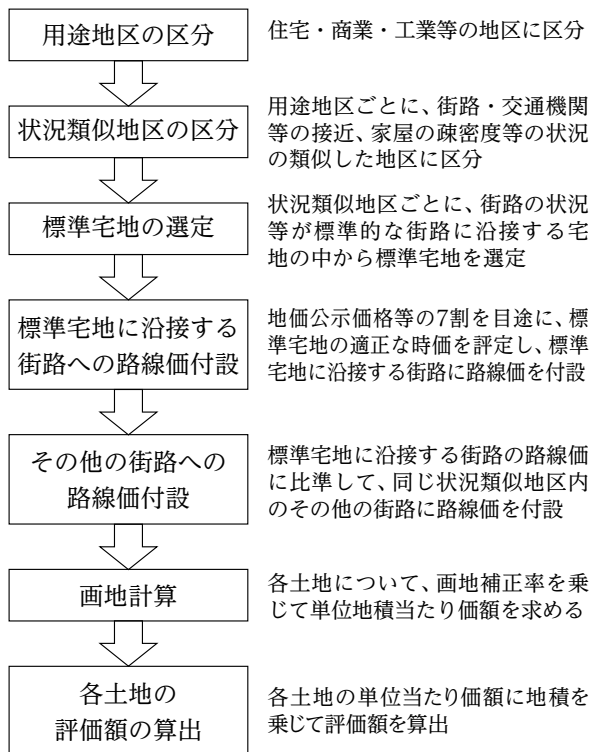 用途地区の区分
住宅・商業・工業等の地区に区分
状況類似地区の区分
用途地区ごとに、街路・交通機関
等の接近、家屋の疎密度等の状況
の類似した地区に区分
標準宅地の選定
状況類似地区ごとに、街路の状況
等が標準的な街路に沿接する宅
地の中から標準宅地を選定
標準宅地に沿接する
街路への路線価付設
地価公示価格等の7割を目途に、標
準宅地の適正な時価を評定し、標準
宅地に沿接する街路に路線価を付設
その他の街路への
路線価付設
標準宅地に沿接する街路の路線価
に比準して、同じ状況類似地区内
のその他の街路に路線価を付設
画地計算
各土地について、画地補正率を乗
じて単位地積当たり価額を求める
各土地の
評価額の算出
各土地の単位当たり価額に地積を
乗じて評価額を算出